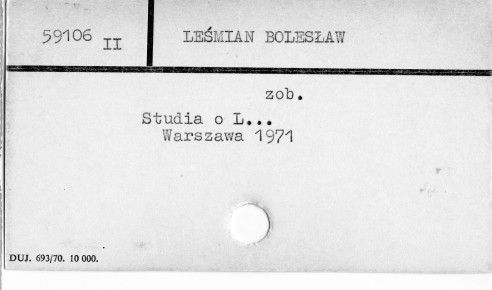 59106 II LEŚMIAN BOLESŁAW
zob.
Studia o L...
Warszawa 1971
DUJ. 693/70. 10 000.